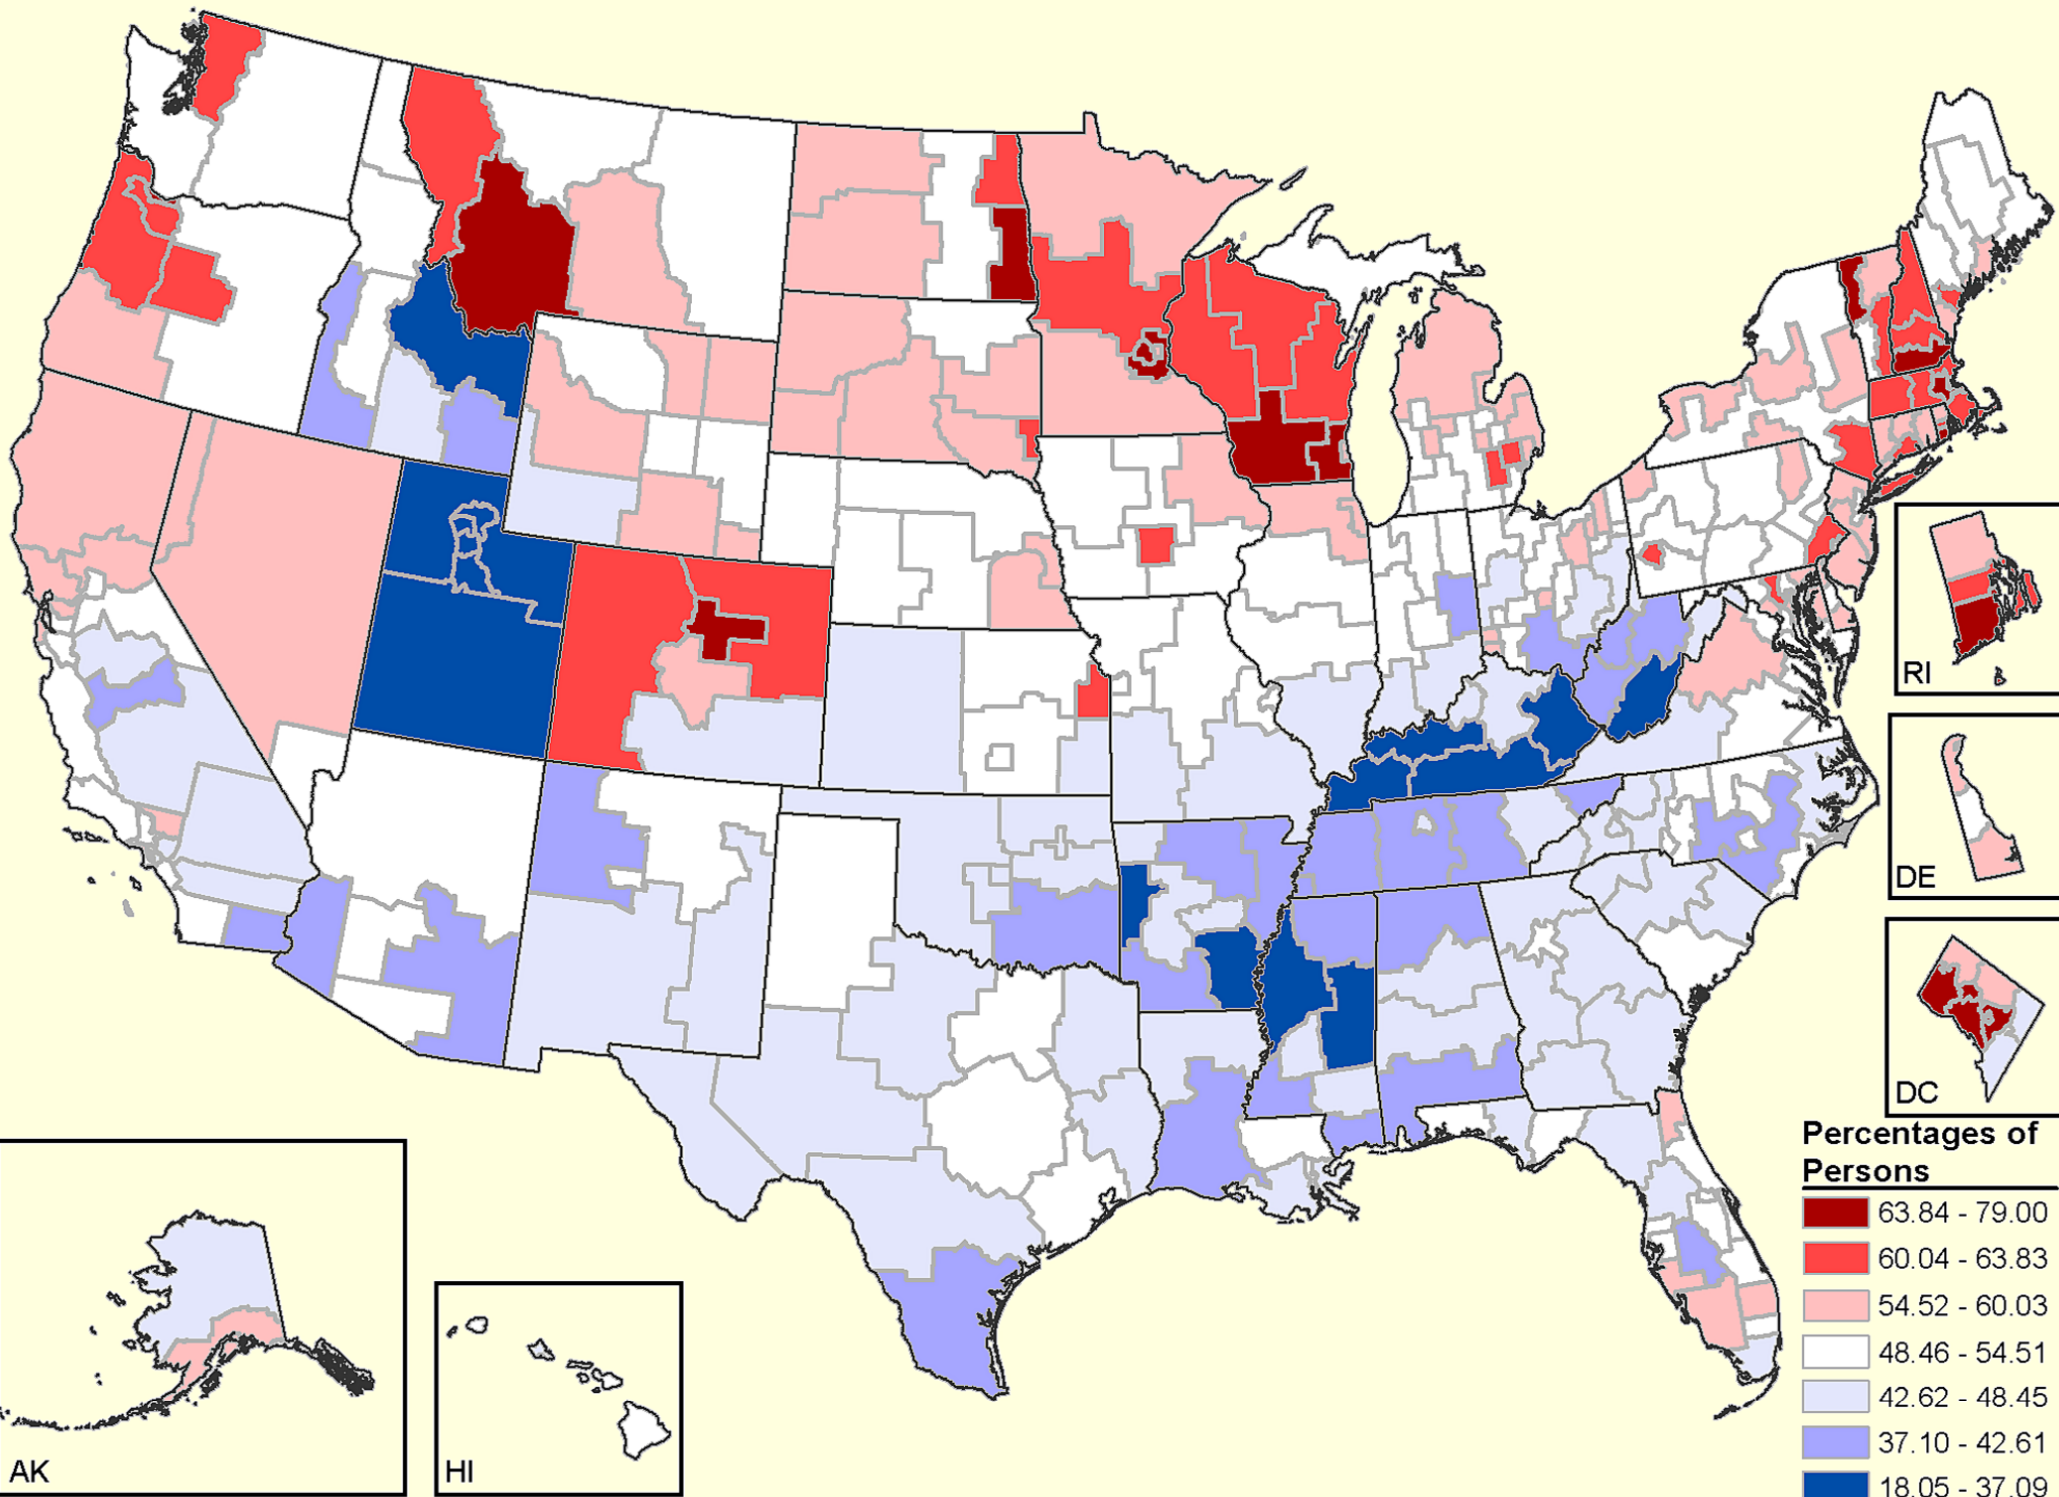 RI
DE
DC
AK
HI
Percentages of
Persons
63.84 - 79.00
60.04 - 63.83
54.52 - 60.03
48.46 - 54.51
42.62 - 48.45
37.10 - 42.61
18.05 - 37.09